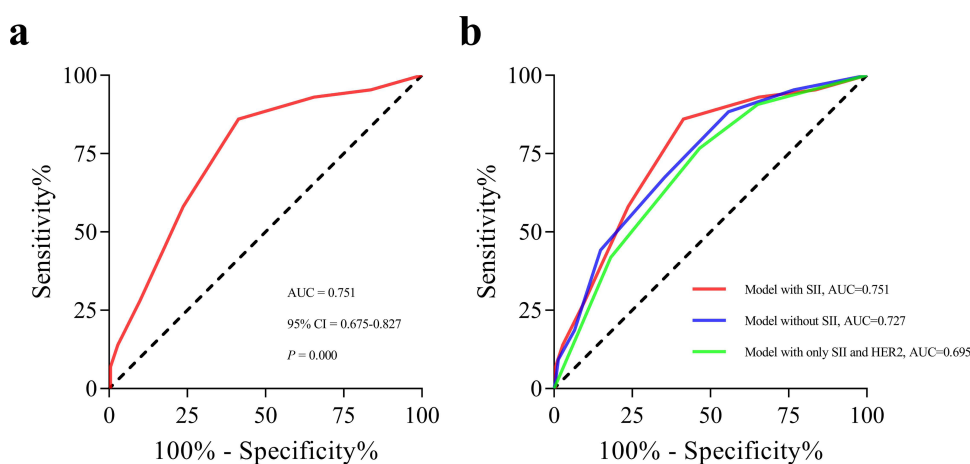 a
100
75
50
25
0
Sensitivity%
AUC = 0.751
95% CI = 0.675-0.827
P = 0.000
0 25 50 75 100
100% - Specificity%
b
100
75
50
25
0
Sensitivity%
Model with SII, AUC=0.751
Model without SII, AUC=0.727
Model with only SII and HER2, AUC=0.695
0 25 50 75 100
100% - Specificity%